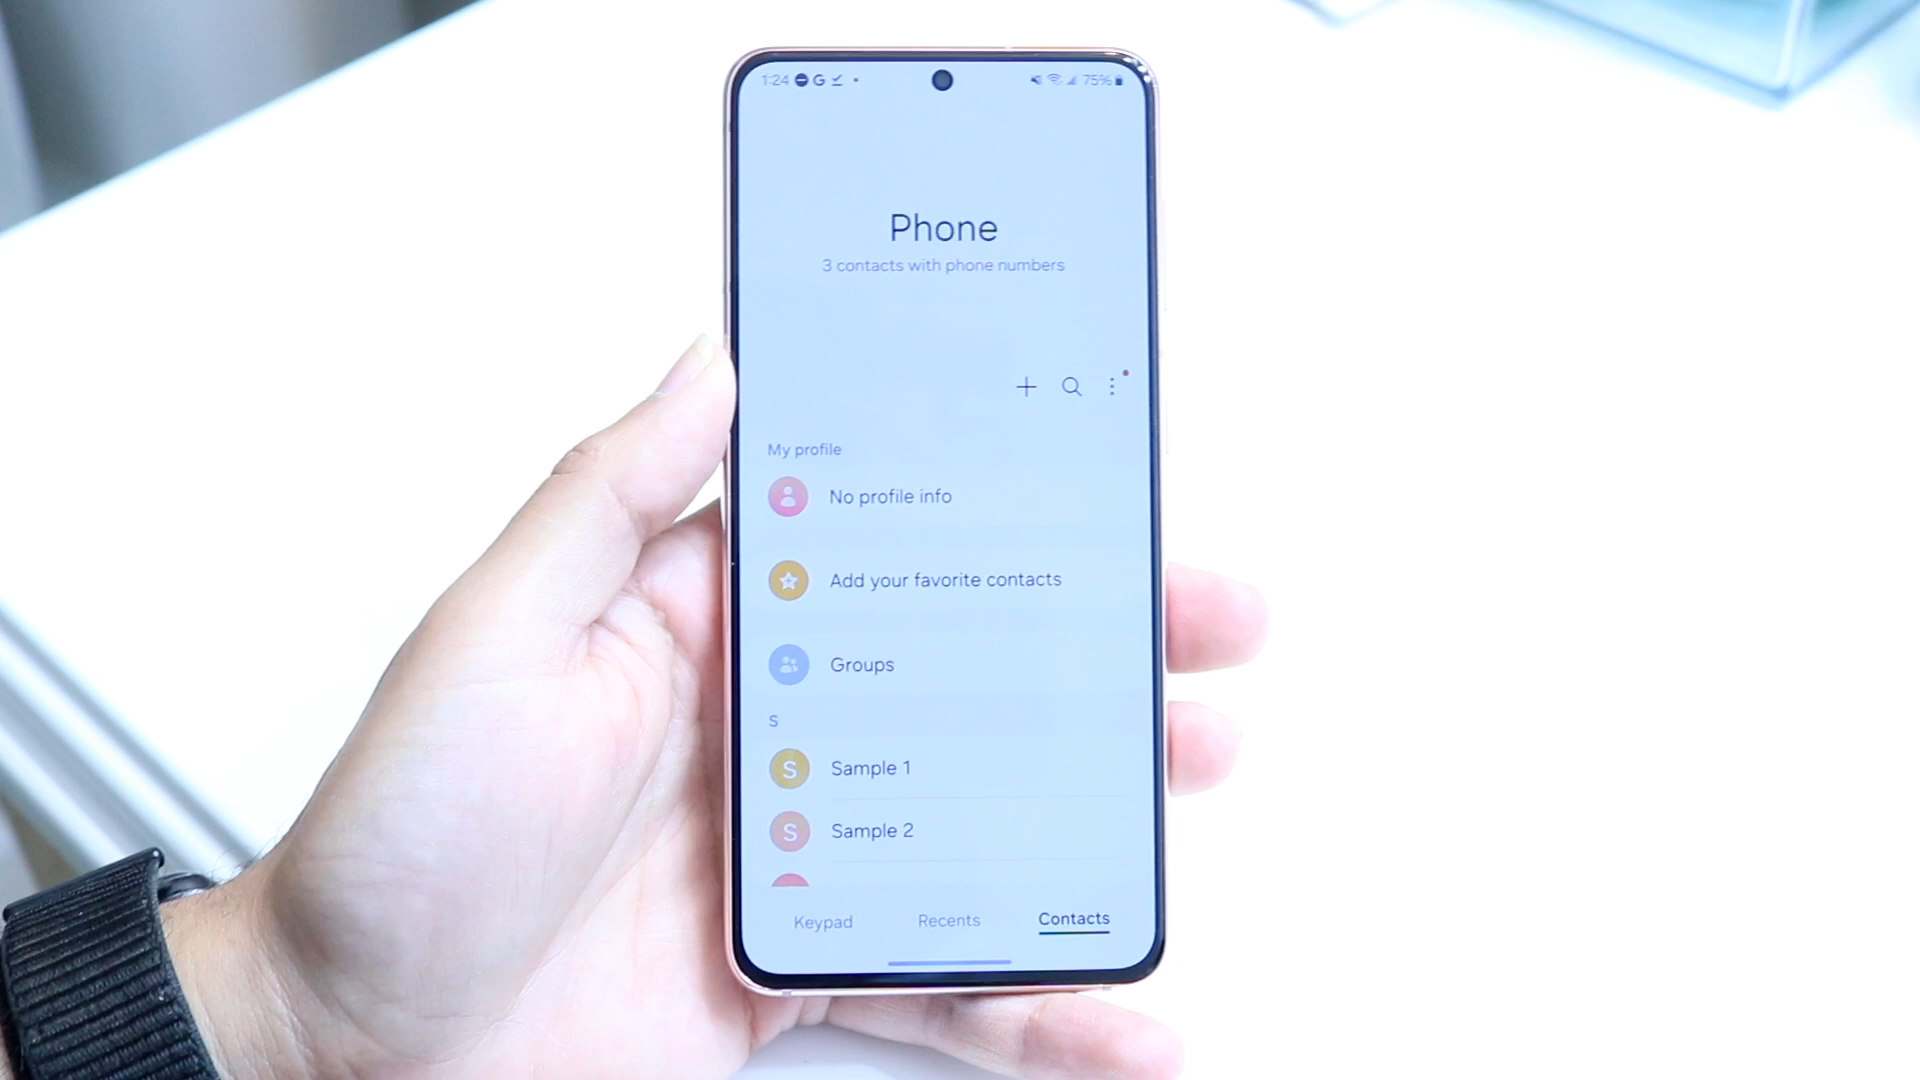 1:24 G 75%
Phone
3 contacts with phone numbers
My profile
No profile info
Add your favorite contacts
Groups
S
S Sample 1
S Sample 2
Keypad Recents Contacts